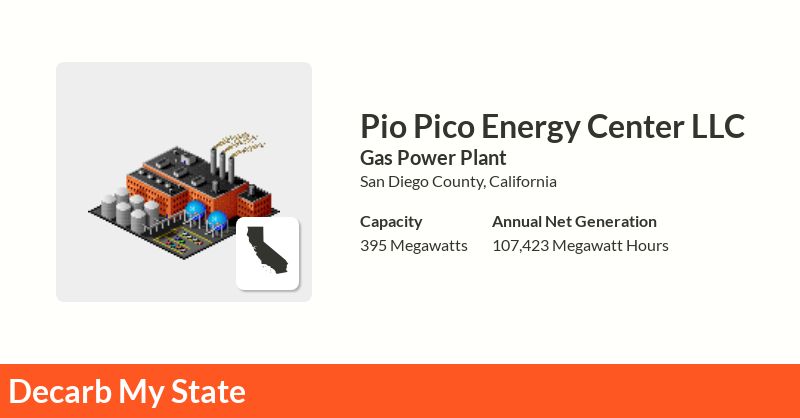 Pio Pico Energy Center LLC
Gas Power Plant
San Diego County, California
Capacity
395 Megawatts
Annual Net Generation
107,423 Megawatt Hours
Decarb My State